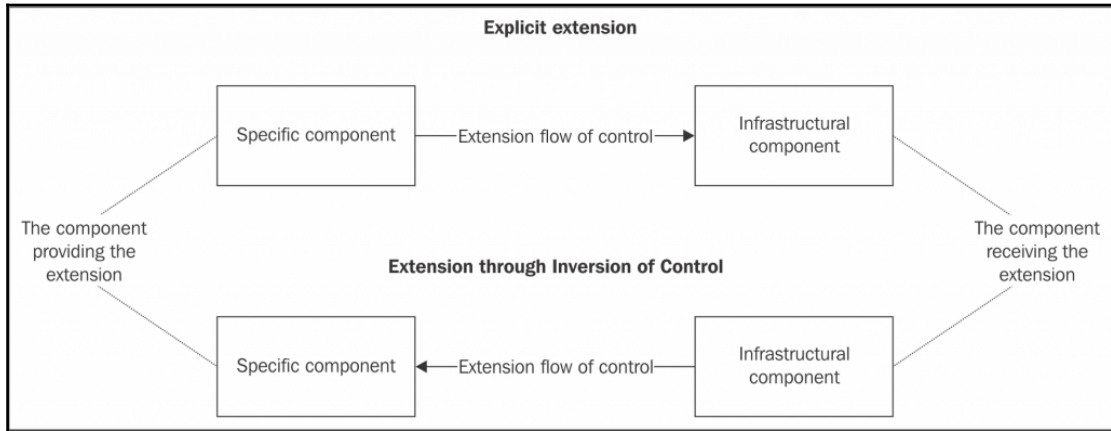 Explicit extension
Specific component
Extension flow of control
Infrastructural
component
The component
providing the
extension
The component
receiving the
extension
Extension through Inversion of Control
Specific component
Extension flow of control
Infrastructural
component